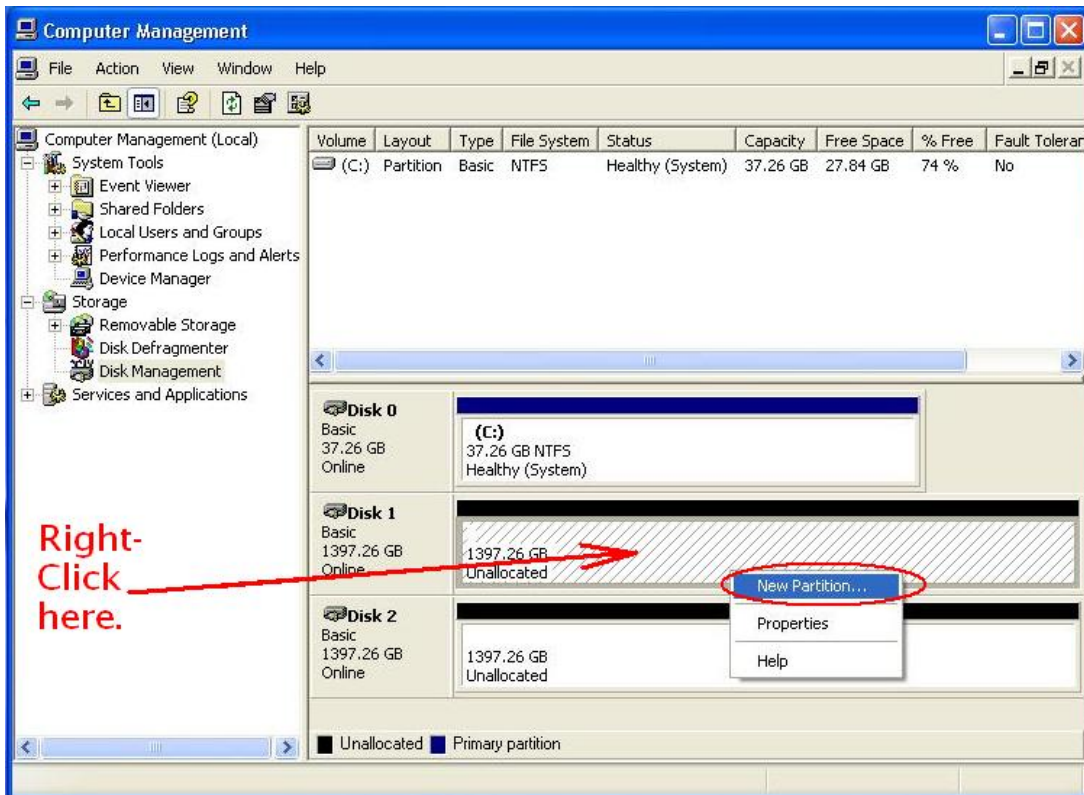 Computer Management
File Action View Window Help
Computer Management (Local)
System Tools
Event Viewer
Shared Folders
Local Users and Groups
Performance Logs and Alerts
Device Manager
Storage
Removable Storage
Disk Defragmenter
Disk Management
Services and Applications
Volume Layout Type File System Status Capacity Free Space % Free Fault Toleran
(C:) Partition Basic NTFS Healthy (System) 37.26 GB 27.84 GB 74 % No
Disk 0
Basic
37.26 GB
Online
(C:)
37.26 GB NTFS
Healthy (System)
Disk 1
Basic
1397.26 GB
Online
1397.26 GB
Unallocated
Right-
Click
here.
New Partition...
Properties
Help
Disk 2
Basic
1397.26 GB
Online
1397.26 GB
Unallocated
Unallocated Primary partition